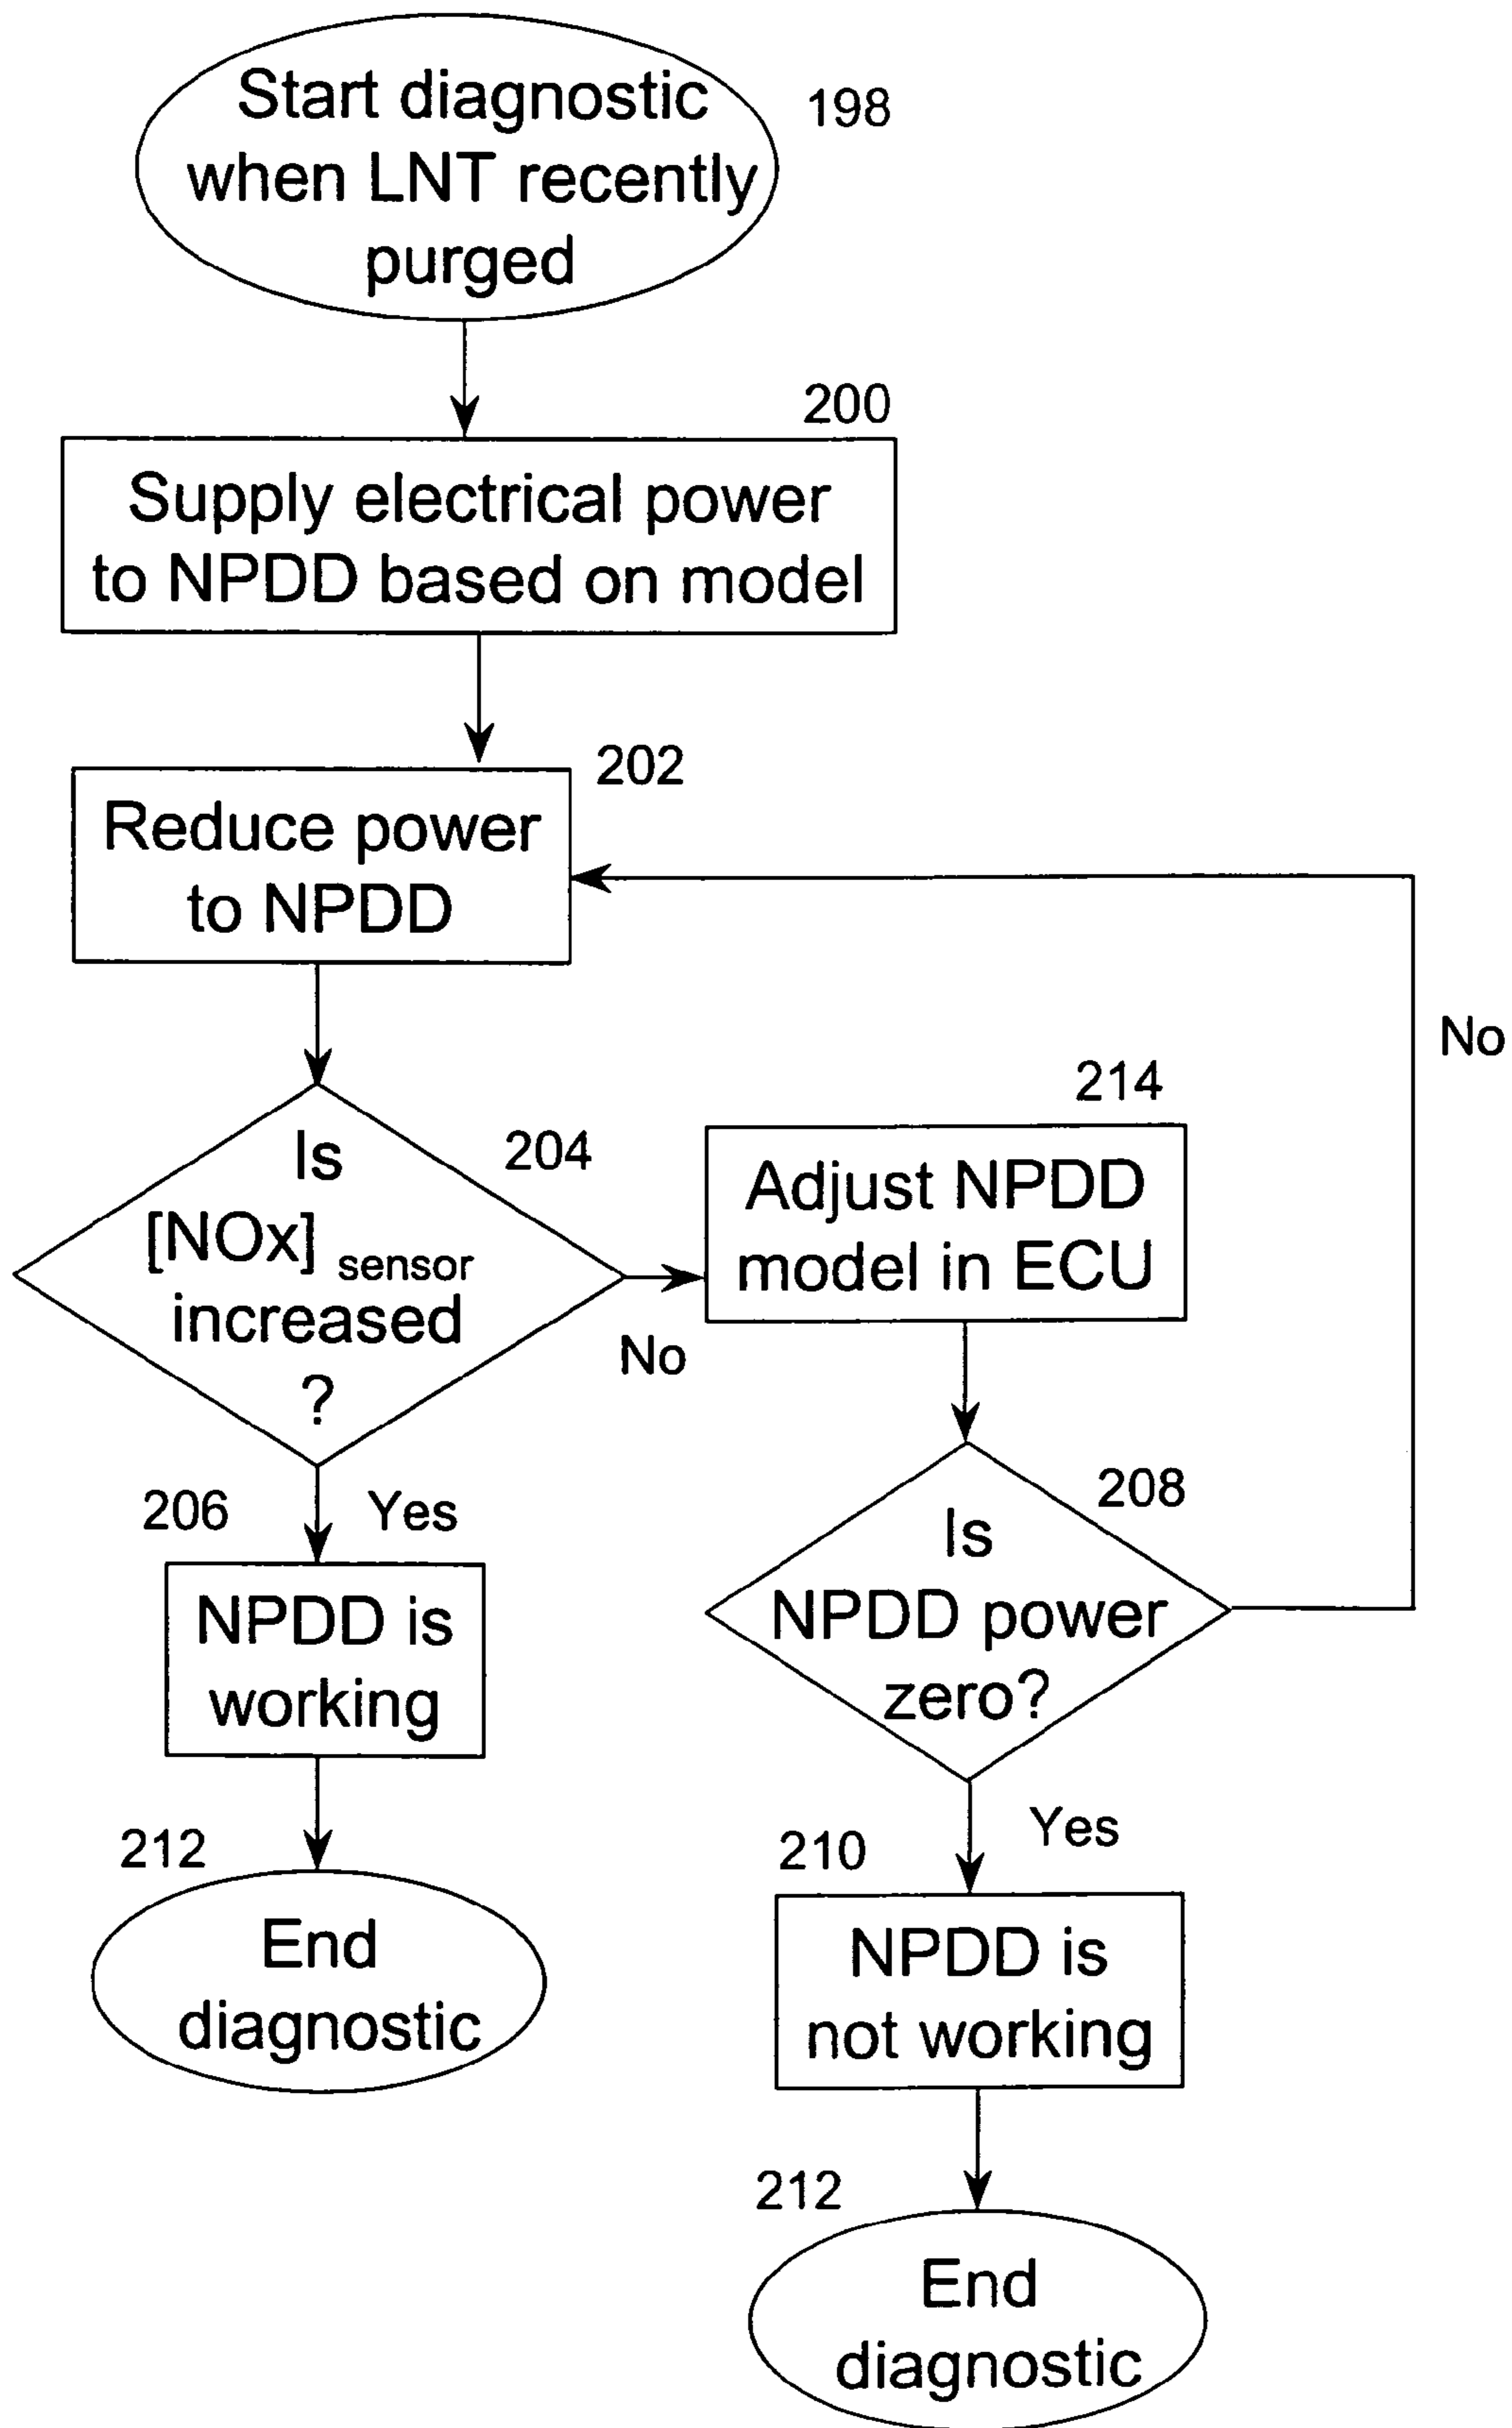 Start diagnostic
when LNT recently
purged
198
200
Supply electrical power
to NPDD based on model
202
Reduce power
to NPDD
No
204
Is
[NOx] sensor
increased
?
No
214
Adjust NPDD
model in ECU
206
Yes
NPDD is
working
212
End
diagnostic
208
Is
NPDD power
zero?
Yes
210
NPDD is
not working
212
End
diagnostic